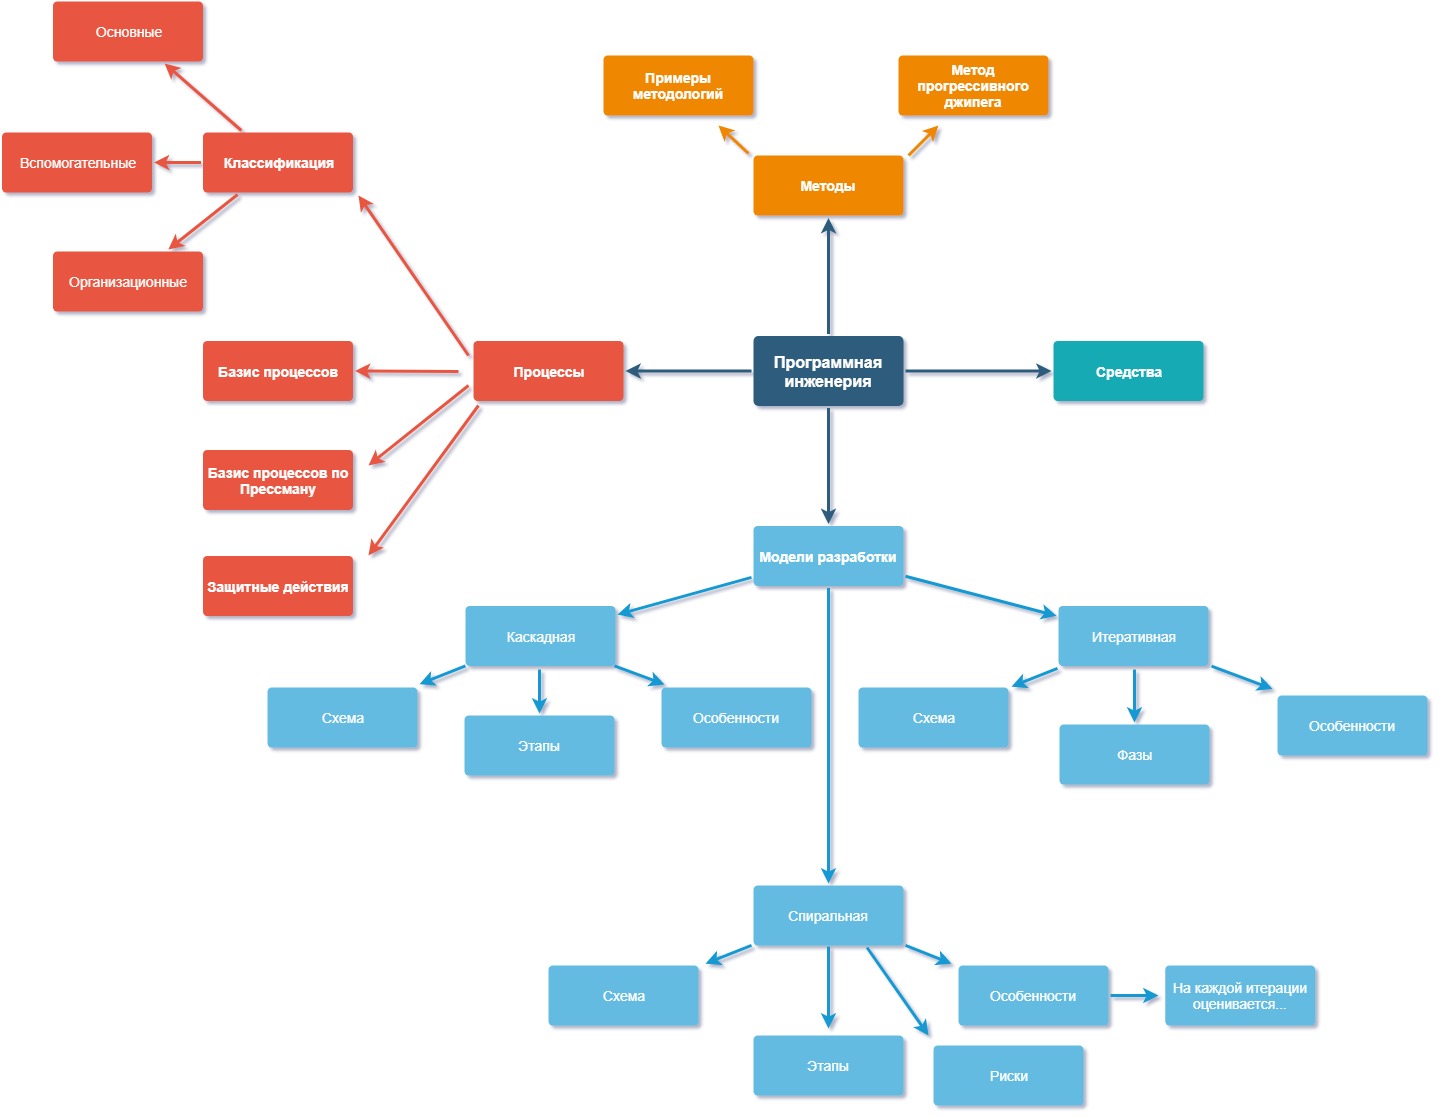 Основные
Примеры
методологий
Метод
прогрессивного
джипега
Вспомогательные
Классификация
Методы
Организационные
Базис процессов
Процессы
Программная
инженерия
Средства
Базис процессов по
Прессману
Защитные действия
Модели разработки
Каскадная
Итеративная
Схема
Этапы
Особенности
Схема
Фазы
Особенности
Спиральная
Схема
Особенности
На каждой итерации
оценивается...
Этапы
Риски